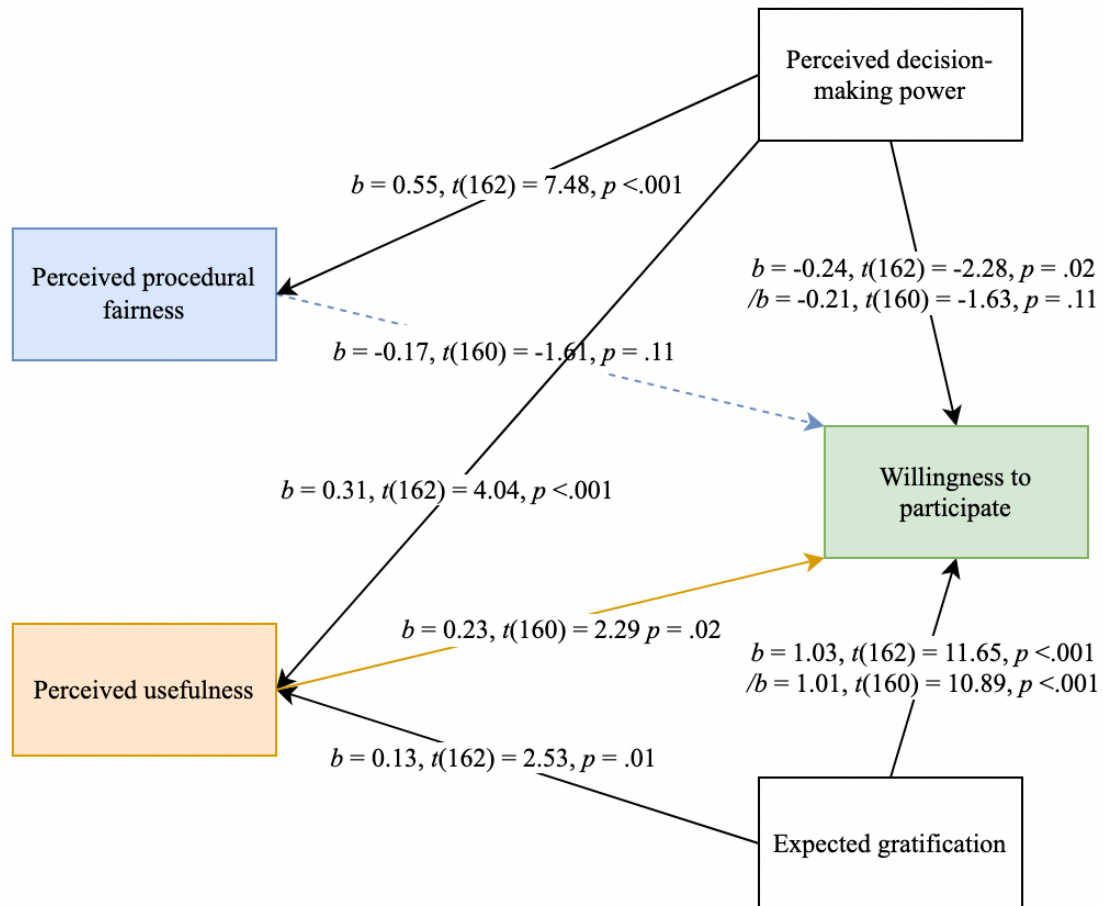 Perceived decision-
making power
b = 0.55, t(162) = 7.48, p <.001
Perceived procedural
fairness
b = -0.24, t(162) = -2.28, p = .02
/b = -0.21, t(160) = -1.63, p = .11
b = -0.17, t(160) = -1.61, p = .11
Willingness to
participate
b = 0.31, t(162) = 4.04, p <.001
b = 0.23, t(160) = 2.29 p = .02
b = 1.03, t(162) = 11.65, p <.001
/b = 1.01, t(160) = 10.89, p <.001
Perceived usefulness
b = 0.13, t(162) = 2.53, p = .01
Expected gratification